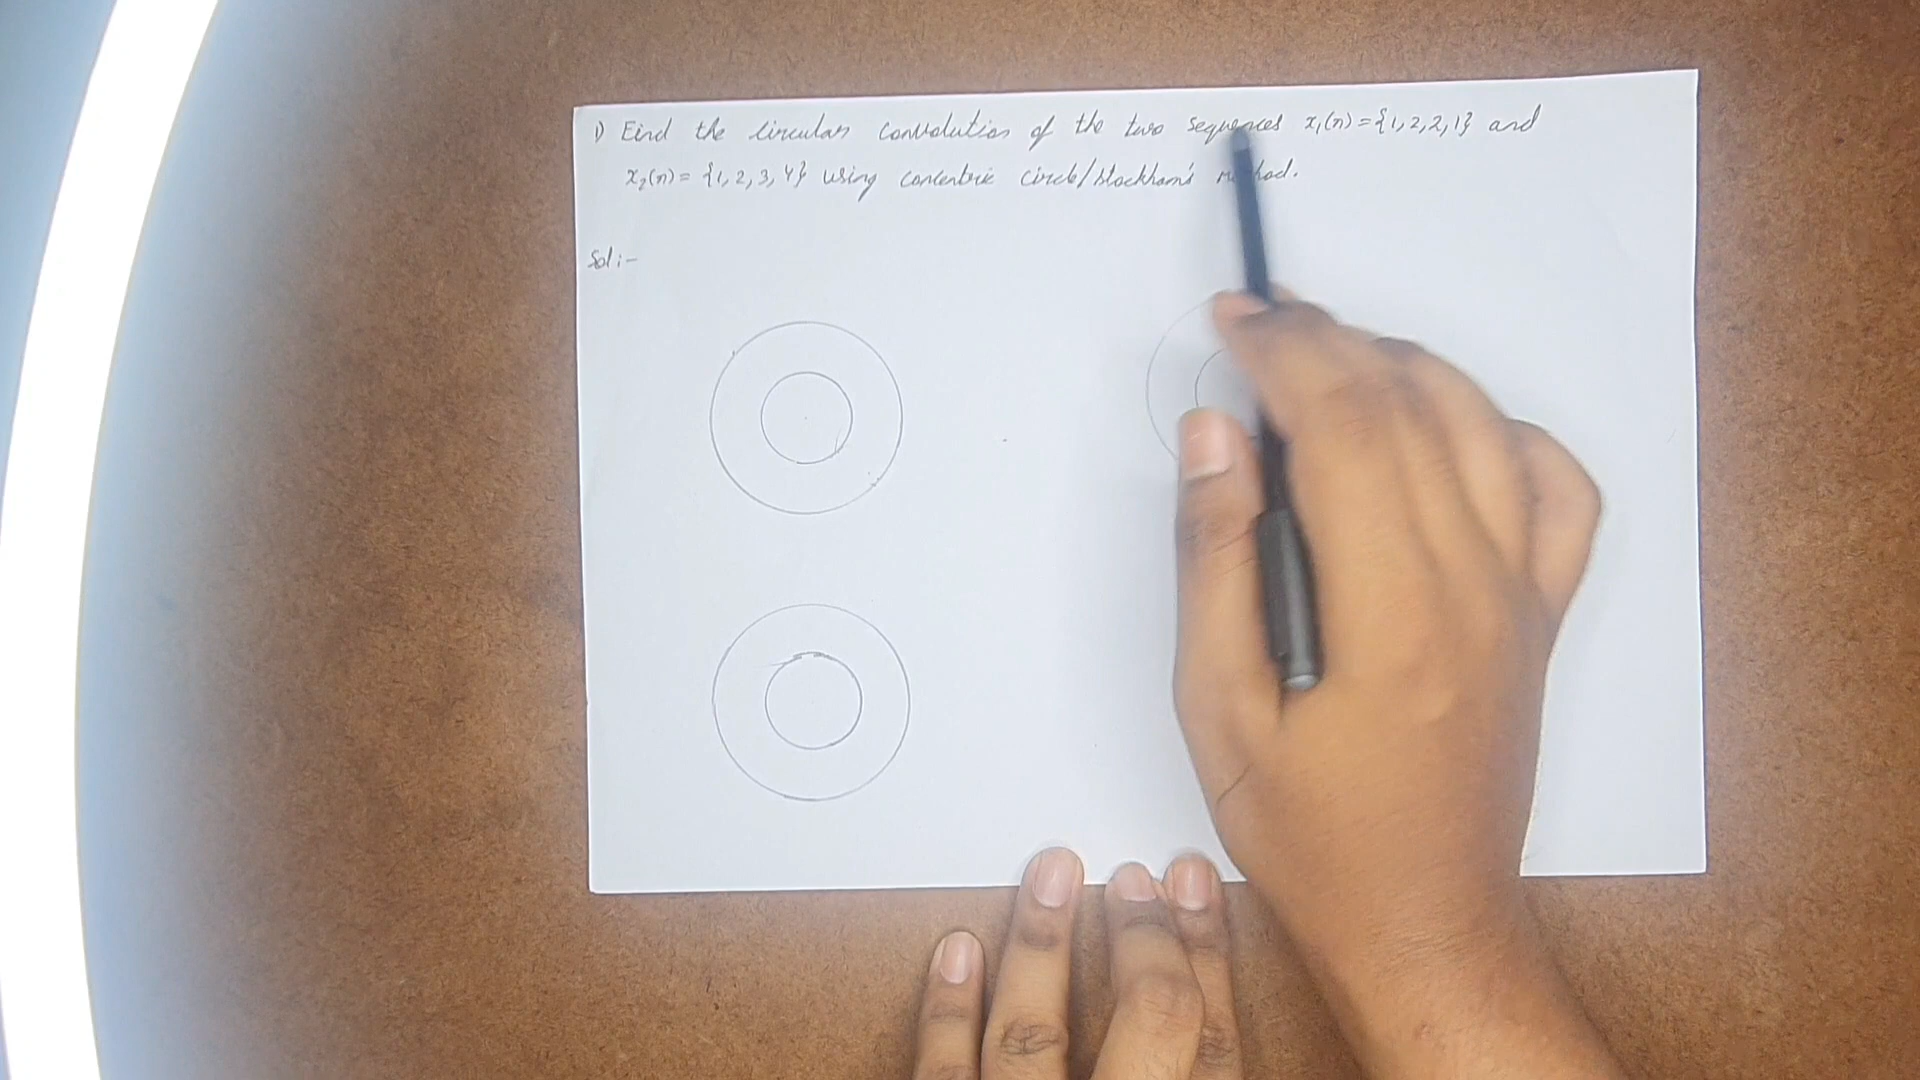 1) Find the circular convolution of the two sequences x₁(n)={1,2,2,1} and
x₂(n)= {1,2,3,4} using concentric circle/stockham's method.
Sol:-